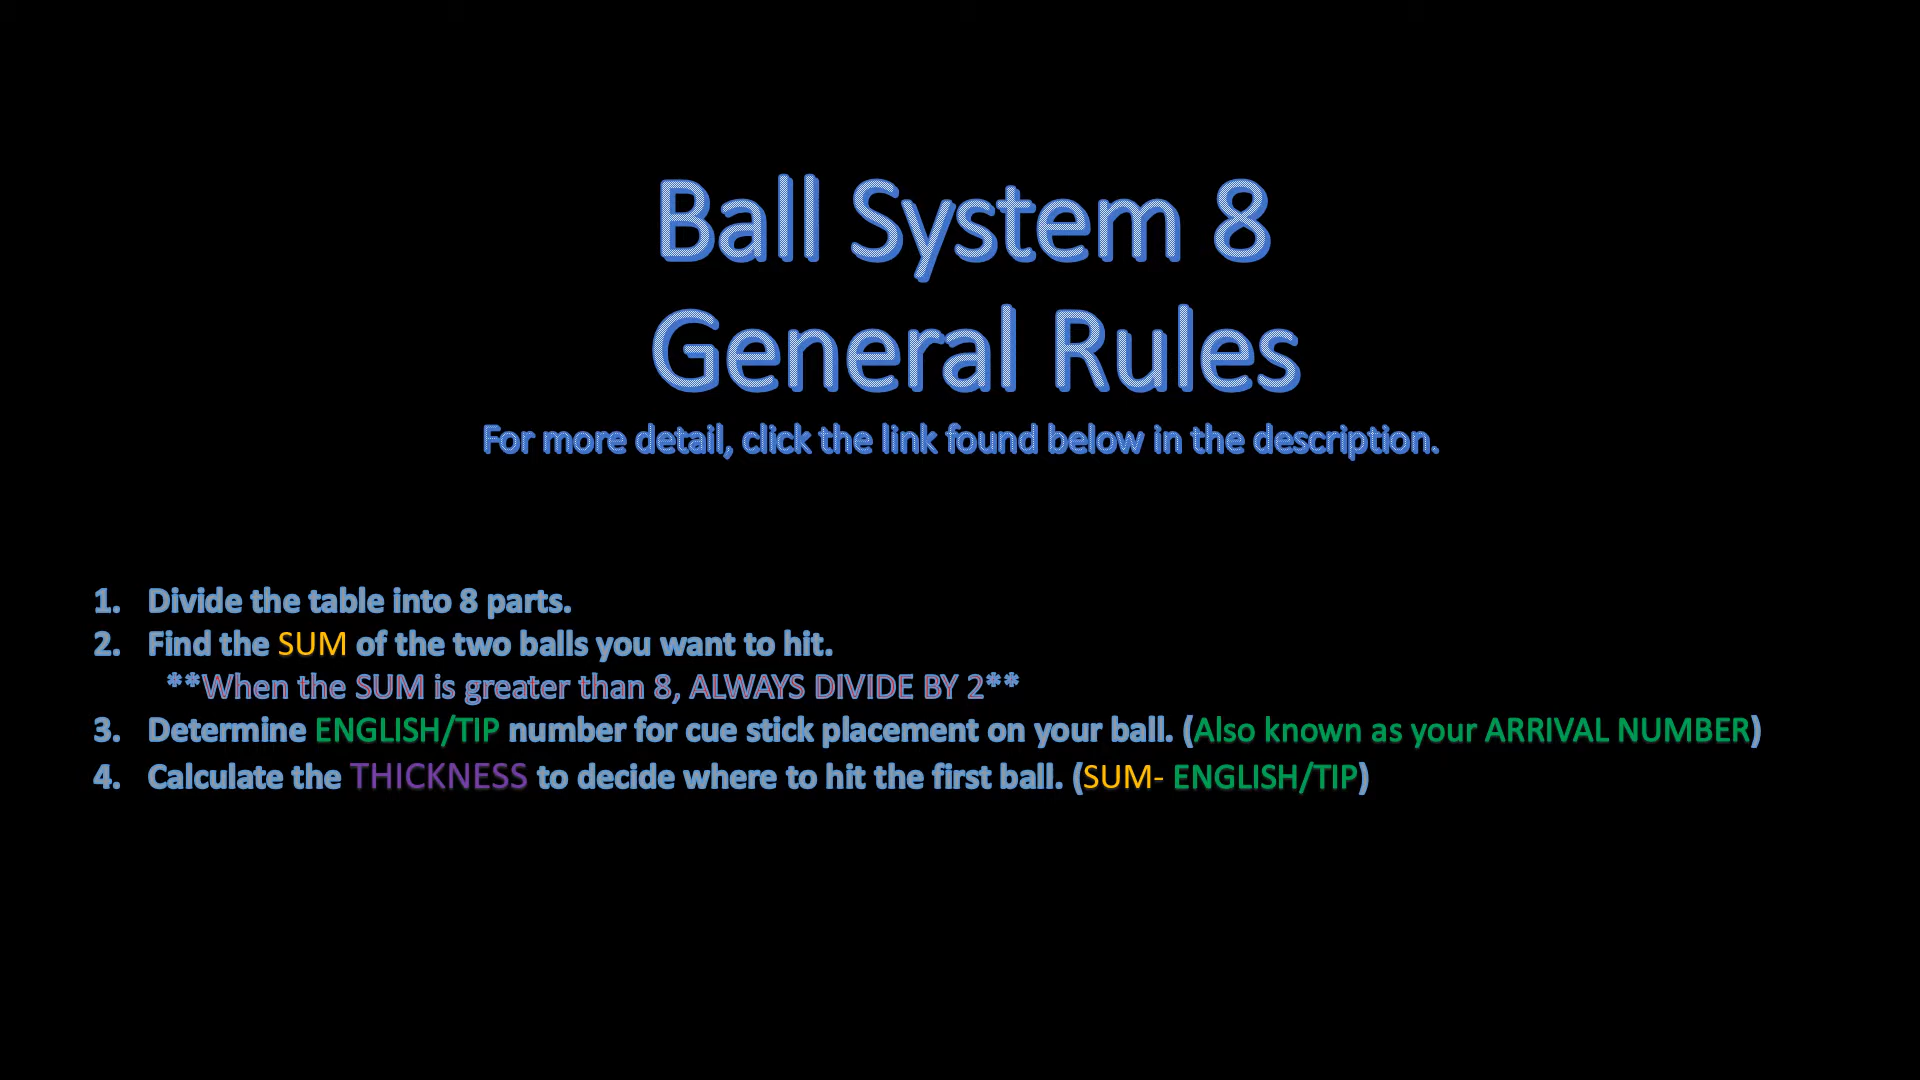 Ball System 8
General Rules
For more detail, click the link found below in the description.
1. Divide the table into 8 parts.
2. Find the SUM of the two balls you want to hit.
**When the SUM is greater than 8, ALWAYS DIVIDE BY 2**
3. Determine ENGLISH/TIP number for cue stick placement on your ball. (Also known as your ARRIVAL NUMBER)
4. Calculate the THICKNESS to decide where to hit the first ball. (SUM- ENGLISH/TIP)